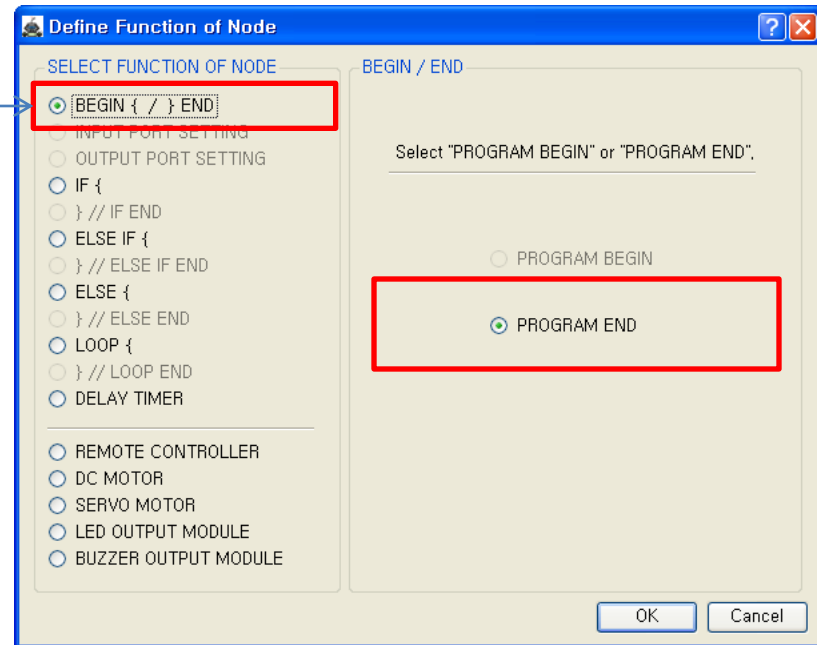 Define Function of Node
SELECT FUNCTION OF NODE
BEGIN { / } END
INPUT PORT SETTING
OUTPUT PORT SETTING
IF {
} // IF END
ELSE IF {
} // ELSE IF END
ELSE {
} // ELSE END
LOOP {
} // LOOP END
DELAY TIMER
REMOTE CONTROLLER
DC MOTOR
SERVO MOTOR
LED OUTPUT MODULE
BUZZER OUTPUT MODULE
BEGIN / END
Select "PROGRAM BEGIN" or "PROGRAM END",
PROGRAM BEGIN
PROGRAM END
OK Cancel